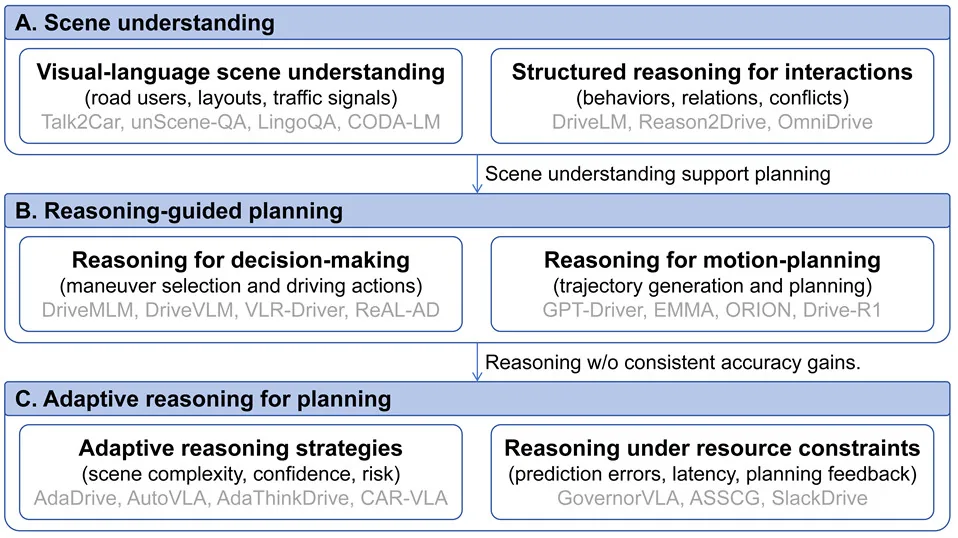 A. Scene understanding
Visual-language scene understanding
(road users, layouts, traffic signals)
Talk2Car, unScene-QA, LingoQA, CODA-LM
Structured reasoning for interactions
(behaviors, relations, conflicts)
DriveLM, Reason2Drive, OmniDrive
Scene understanding support planning
B. Reasoning-guided planning
Reasoning for decision-making
(maneuver selection and driving actions)
DriveMLM, DriveVLM, VLR-Driver, ReAL-AD
Reasoning for motion-planning
(trajectory generation and planning)
GPT-Driver, EMMA, ORION, Drive-R1
Reasoning w/o consistent accuracy gains.
C. Adaptive reasoning for planning
Adaptive reasoning strategies
(scene complexity, confidence, risk)
AdaDrive, AutoVLA, AdaThinkDrive, CAR-VLA
Reasoning under resource constraints
(prediction errors, latency, planning feedback)
GovernorVLA, ASSCG, SlackDrive